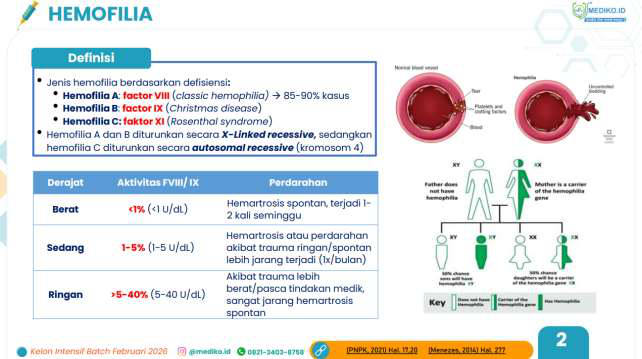 HEMOFILIA
MEDIKO.ID
Definisi
• Jenis hemofilia berdasarkan defisiensi:
• Hemofilia A: factor VIII (classic hemophilia) → 85-90% kasus
• Hemofilia B: factor IX (Christmas disease)
• Hemofilia C: faktor XI (Rosenthal syndrome)
• Hemofilia A dan B diturunkan secara X-Linked recessive, sedangkan
hemofilia C diturunkan secara autosomal recessive (kromosom 4)
Derajat Aktivitas FVIII/ IX Perdarahan
Berat <1% (<1 U/dL) Hemartrosis spontan, terjadi 1-
2 kali seminggu
Sedang 1-5% (1-5 U/dL) Hemartrosis atau perdarahan
akibat trauma ringan/spontan
lebih jarang terjadi (1x/bulan)
Ringan >5-40% (5-40 U/dL) Akibat trauma lebih
berat/pasca tindakan medik,
sangat jarang hemartrosis
spontan
Normal blood vessel
Tear
Platelets and
clotting factors
Blood
Hemophilia
Uncontrolled
bleeding
XY XX
Father does
not have
hemophilia
Mother is a carrier
of the hemophilia
gene
XY XY XX XX
50% chance
sons will have
hemophilia XY
50% chance
daughters will be a carrier
of the hemophilia gene XX
Key
Does not have
Hemophilia
Carrier of the
Hemophilia gene
Has Hemophilia
Kelon Intensif Batch Februari 2026
@mediko.id
0821-3403-8758
(PNPK, 2021) Hal. 17,20
(Menezes, 2014) Hal. 277
2